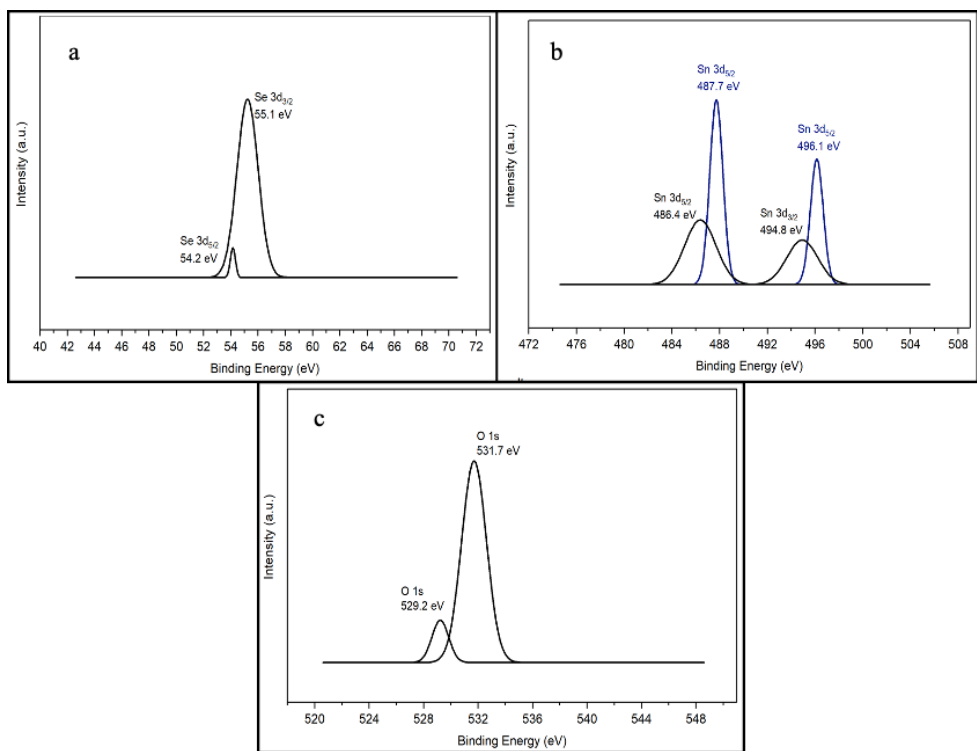 a
Se 3d3/2
55.1 eV
Se 3d5/2
54.2 eV
Intensity (a.u.)
40 42 44 46 48 50 52 54 56 58 60 62 64 66 68 70 72
Binding Energy (eV)
b
Sn 3d5/2
487.7 eV
Sn 3d5/2
496.1 eV
Sn 3d5/2
486.4 eV
Sn 3d3/2
494.8 eV
Intensity (a.u.)
472 476 480 484 488 492 496 500 504 508
Binding Energy (eV)
c
O 1s
531.7 eV
O 1s
529.2 eV
Intensity (a.u.)
520 524 528 532 536 540 544 548
Binding Energy (eV)